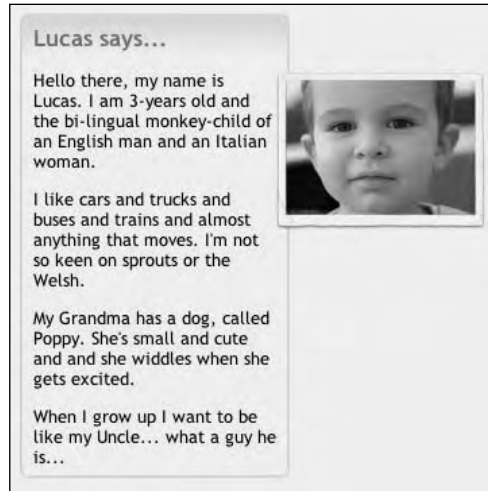 Lucas says...
Hello there, my name is
Lucas. I am 3-years old and
the bi-lingual monkey-child of
an English man and an Italian
woman.
I like cars and trucks and
buses and trains and almost
anything that moves. I'm not
so keen on sprouts or the
Welsh.
My Grandma has a dog, called
Poppy. She's small and cute
and and she widdles when she
gets excited.
When I grow up I want to be
like my Uncle... what a guy he
is...